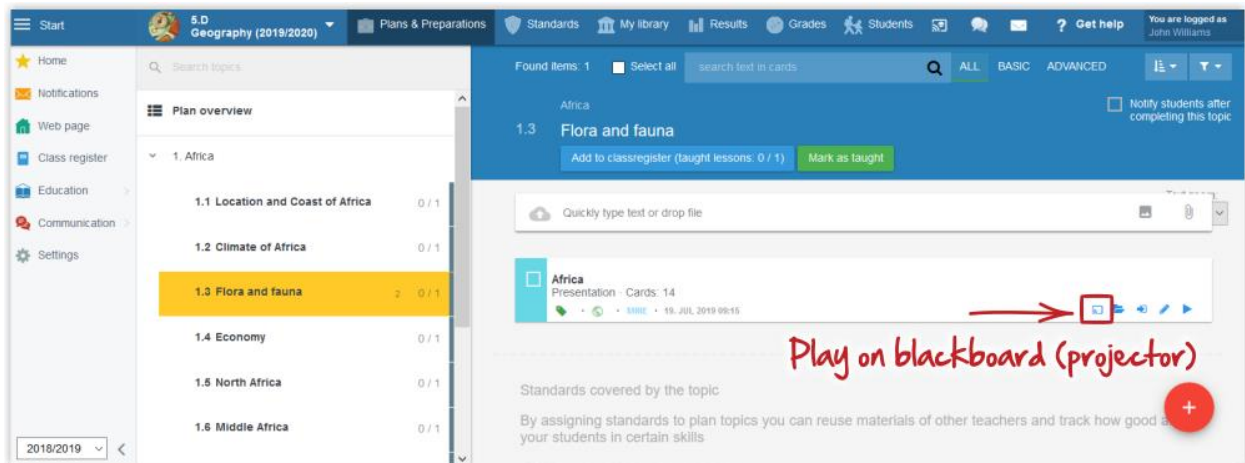 Start
5.D
Geography (2019/2020)
Plans & Preparations
Standards
My library
Results
Grades
Students
? Get help
You are logged as
John Williams
Home
Notifications
Web page
Class register
Education
Communication
Settings
2018/2019
Search topics
Plan overview
1. Africa
1.1 Location and Coast of Africa 0 / 1
1.2 Climate of Africa 0 / 1
1.3 Flora and fauna 2 0 / 1
1.4 Economy 0 / 1
1.5 North Africa 0 / 1
1.6 Middle Africa 0 / 1
Found items: 1
Select all
search text in cards
ALL
BASIC
ADVANCED
Africa
1.3 Flora and fauna
Notify students after
completing this topic
Add to classregister (taught lessons: 0 / 1)
Mark as taught
Quickly type text or drop file
Africa
Presentation · Cards: 14
19. JUL 2019 09:15
Play on blackboard (projector)
Standards covered by the topic
By assigning standards to plan topics you can reuse materials of other teachers and track how good a
your students in certain skills
+